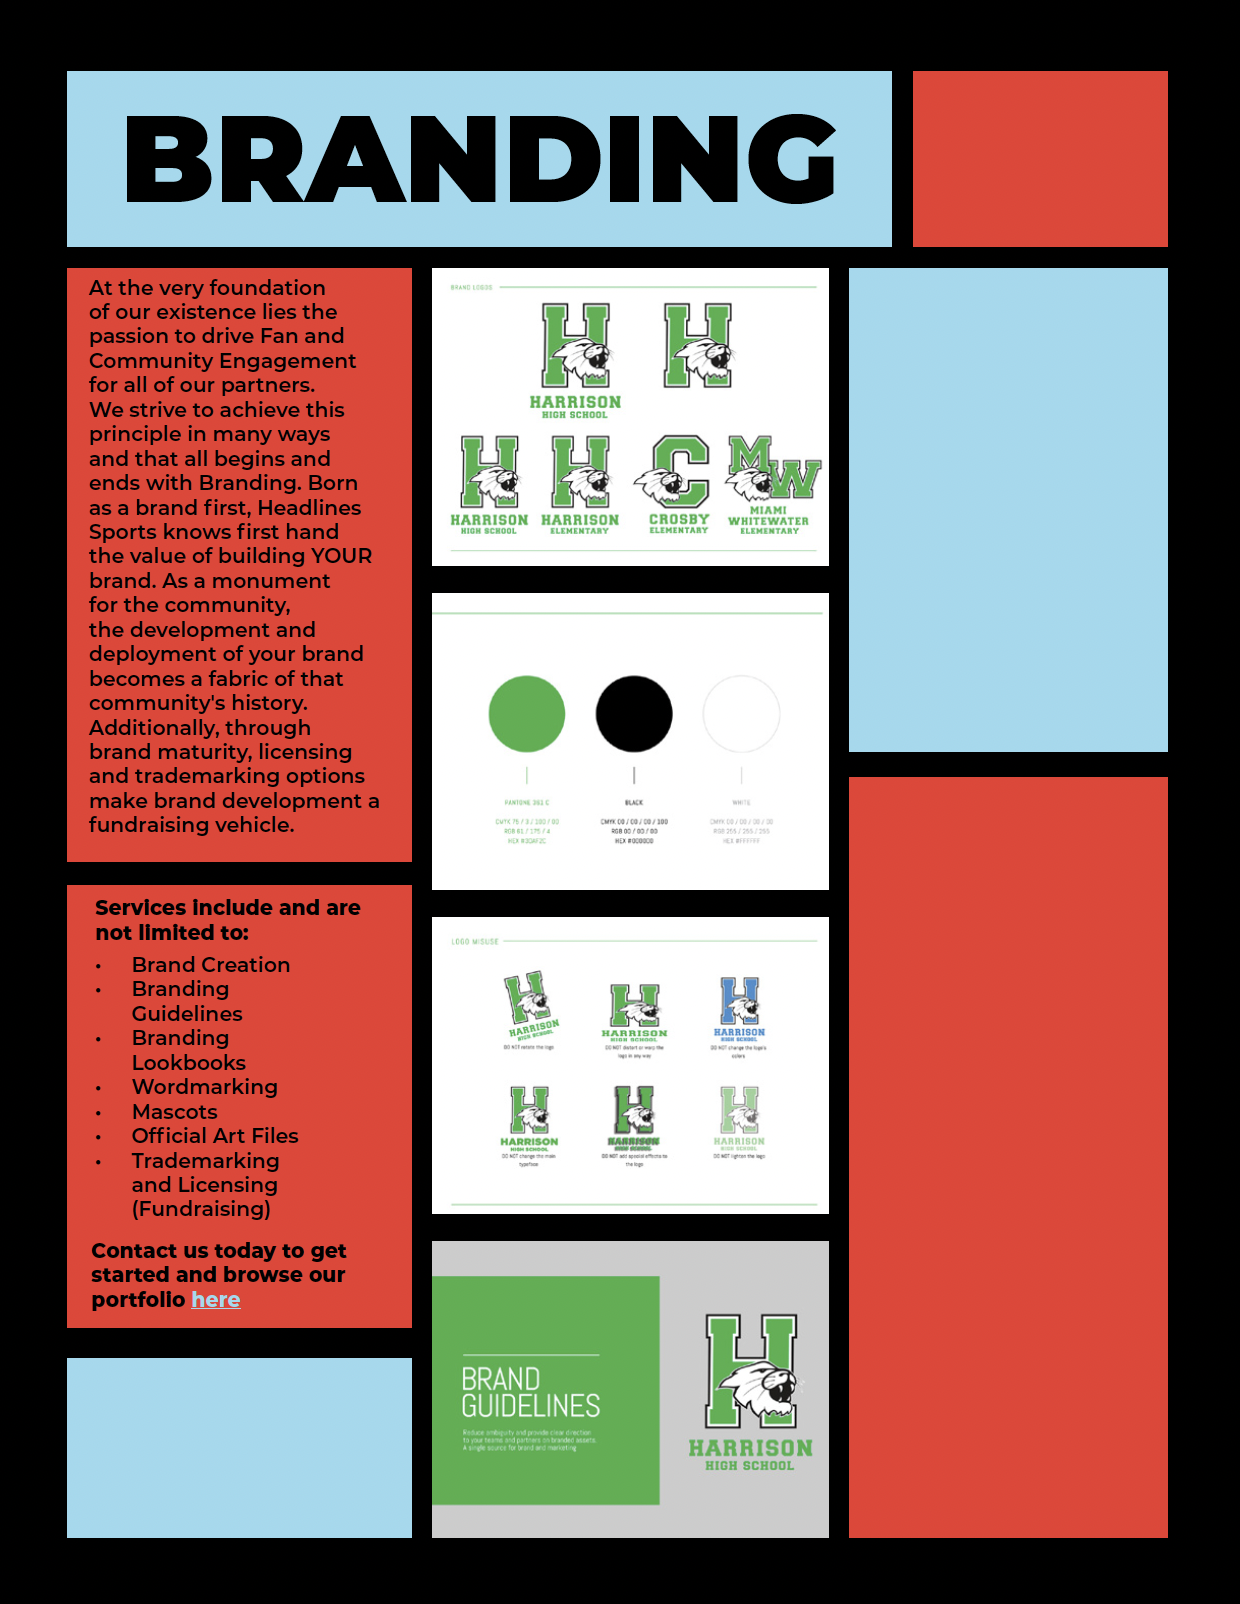 BRANDING
At the very foundation
of our existence lies the
passion to drive Fan and
Community Engagement
for all of our partners.
We strive to achieve this
principle in many ways
and that all begins and
ends with Branding. Born
as a brand first, Headlines
Sports knows first hand
the value of building YOUR
brand. As a monument
for the community,
the development and
deployment of your brand
becomes a fabric of that
community's history.
Additionally, through
brand maturity, licensing
and trademarking options
make brand development a
fundraising vehicle.
Services include and are
not limited to:
• Brand Creation
• Branding
Guidelines
• Branding
Lookbooks
• Wordmarking
• Mascots
• Official Art Files
• Trademarking
and Licensing
(Fundraising)
Contact us today to get
started and browse our
portfolio here
BRAND LOGOS
H H
HARRISON
HIGH SCHOOL
H H C MW
HARRISON HARRISON CROSBY MIAMI
HIGH SCHOOL ELEMENTARY ELEMENTARY WHITEWATER
ELEMENTARY
PANTONE 361 C BLACK WHITE
CMYK 00 / 00 / 00 / 100
RGB 00 / 00 / 00 RGB 255 / 255 / 255
HEX #000000 HEX #FFFFFF
LOGO MISUSE
H H H
HARRISON HARRISON HARRISON
HIGH SCHOOL HIGH SCHOOL HIGH SCHOOL
DO NOT rotate the logo DO NOT distort or warp the DO NOT change the logo's
logo in any way colors
H H H
HARRISON HARRISON HARRISON
HIGH SCHOOL HIGH SCHOOL HIGH SCHOOL
DO NOT change the main DO NOT add special effects to DO NOT lighten the logo
typeface the logo
BRAND
GUIDELINES
Reduce ambiguity and provide clear direction
to your teams and partners on branded assets.
A single source for brand and marketing
H
HARRISON
HIGH SCHOOL